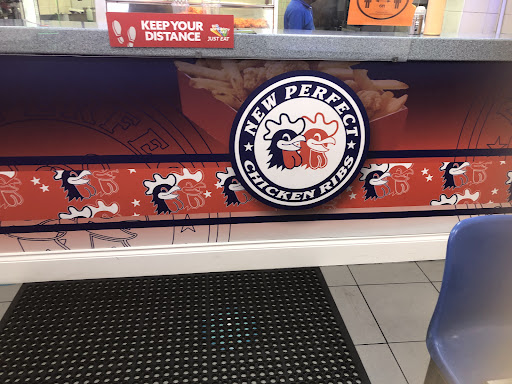 KEEP YOUR
DISTANCE
JUST EAT
NEW PERFECT
CHICKEN RIBS